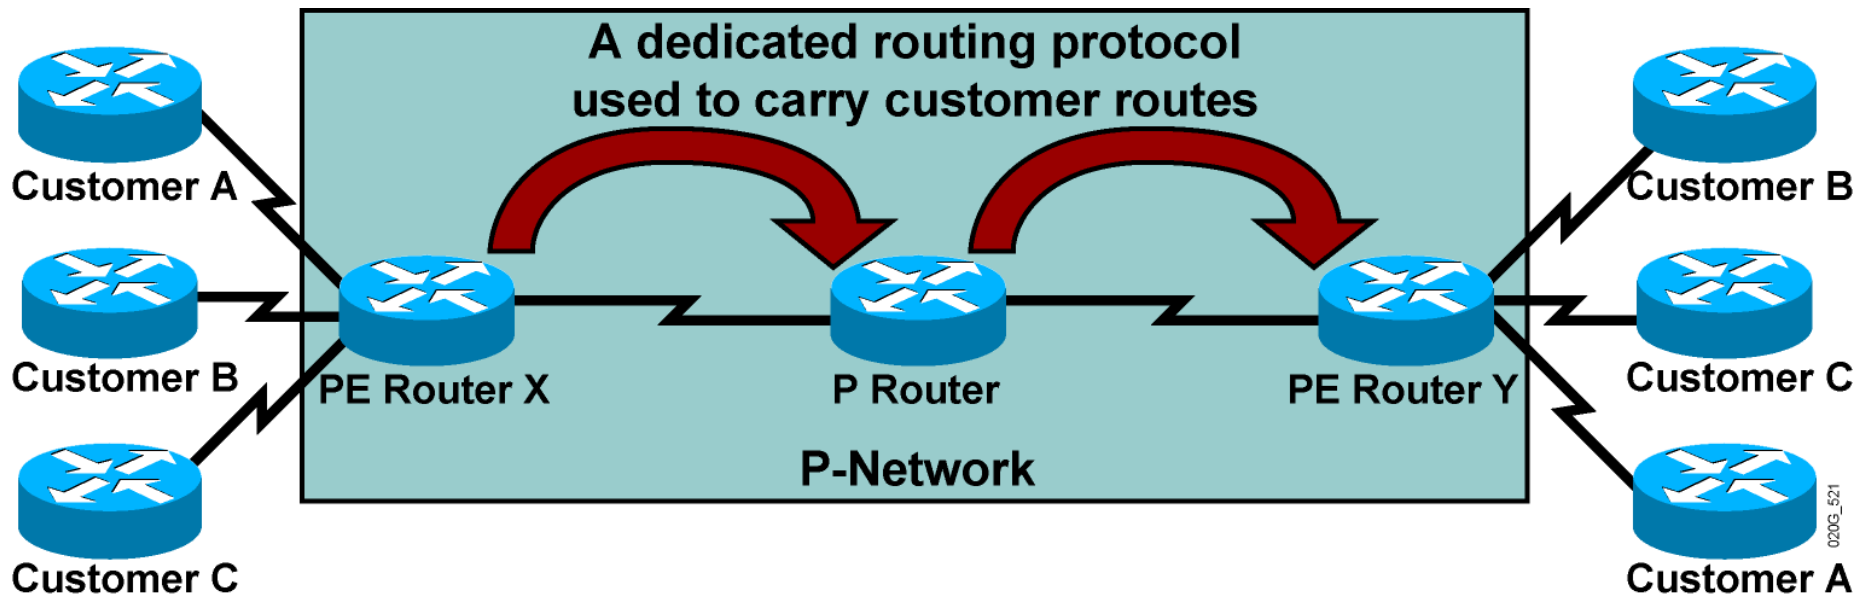 A dedicated routing protocol
used to carry customer routes
Customer A
Customer B
Customer B
Customer C
PE Router X
P Router
PE Router Y
P-Network
Customer C
Customer A
020G_521